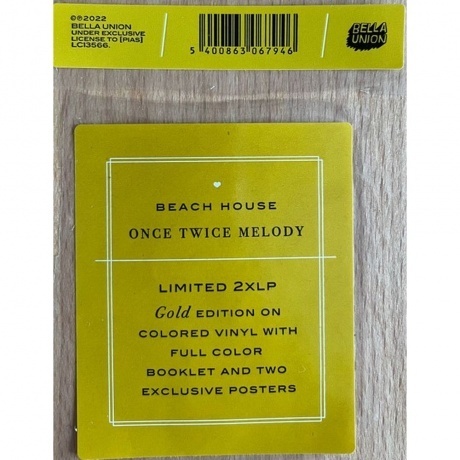 ©℗2022
BELLA UNION
UNDER EXCLUSIVE
LICENSE TO [PIAS]
LC13566.
5 400863 067946
BELLA
UNION
BEACH HOUSE
ONCE TWICE MELODY
LIMITED 2XLP
Gold EDITION ON
COLORED VINYL WITH
FULL COLOR
BOOKLET AND TWO
EXCLUSIVE POSTERS